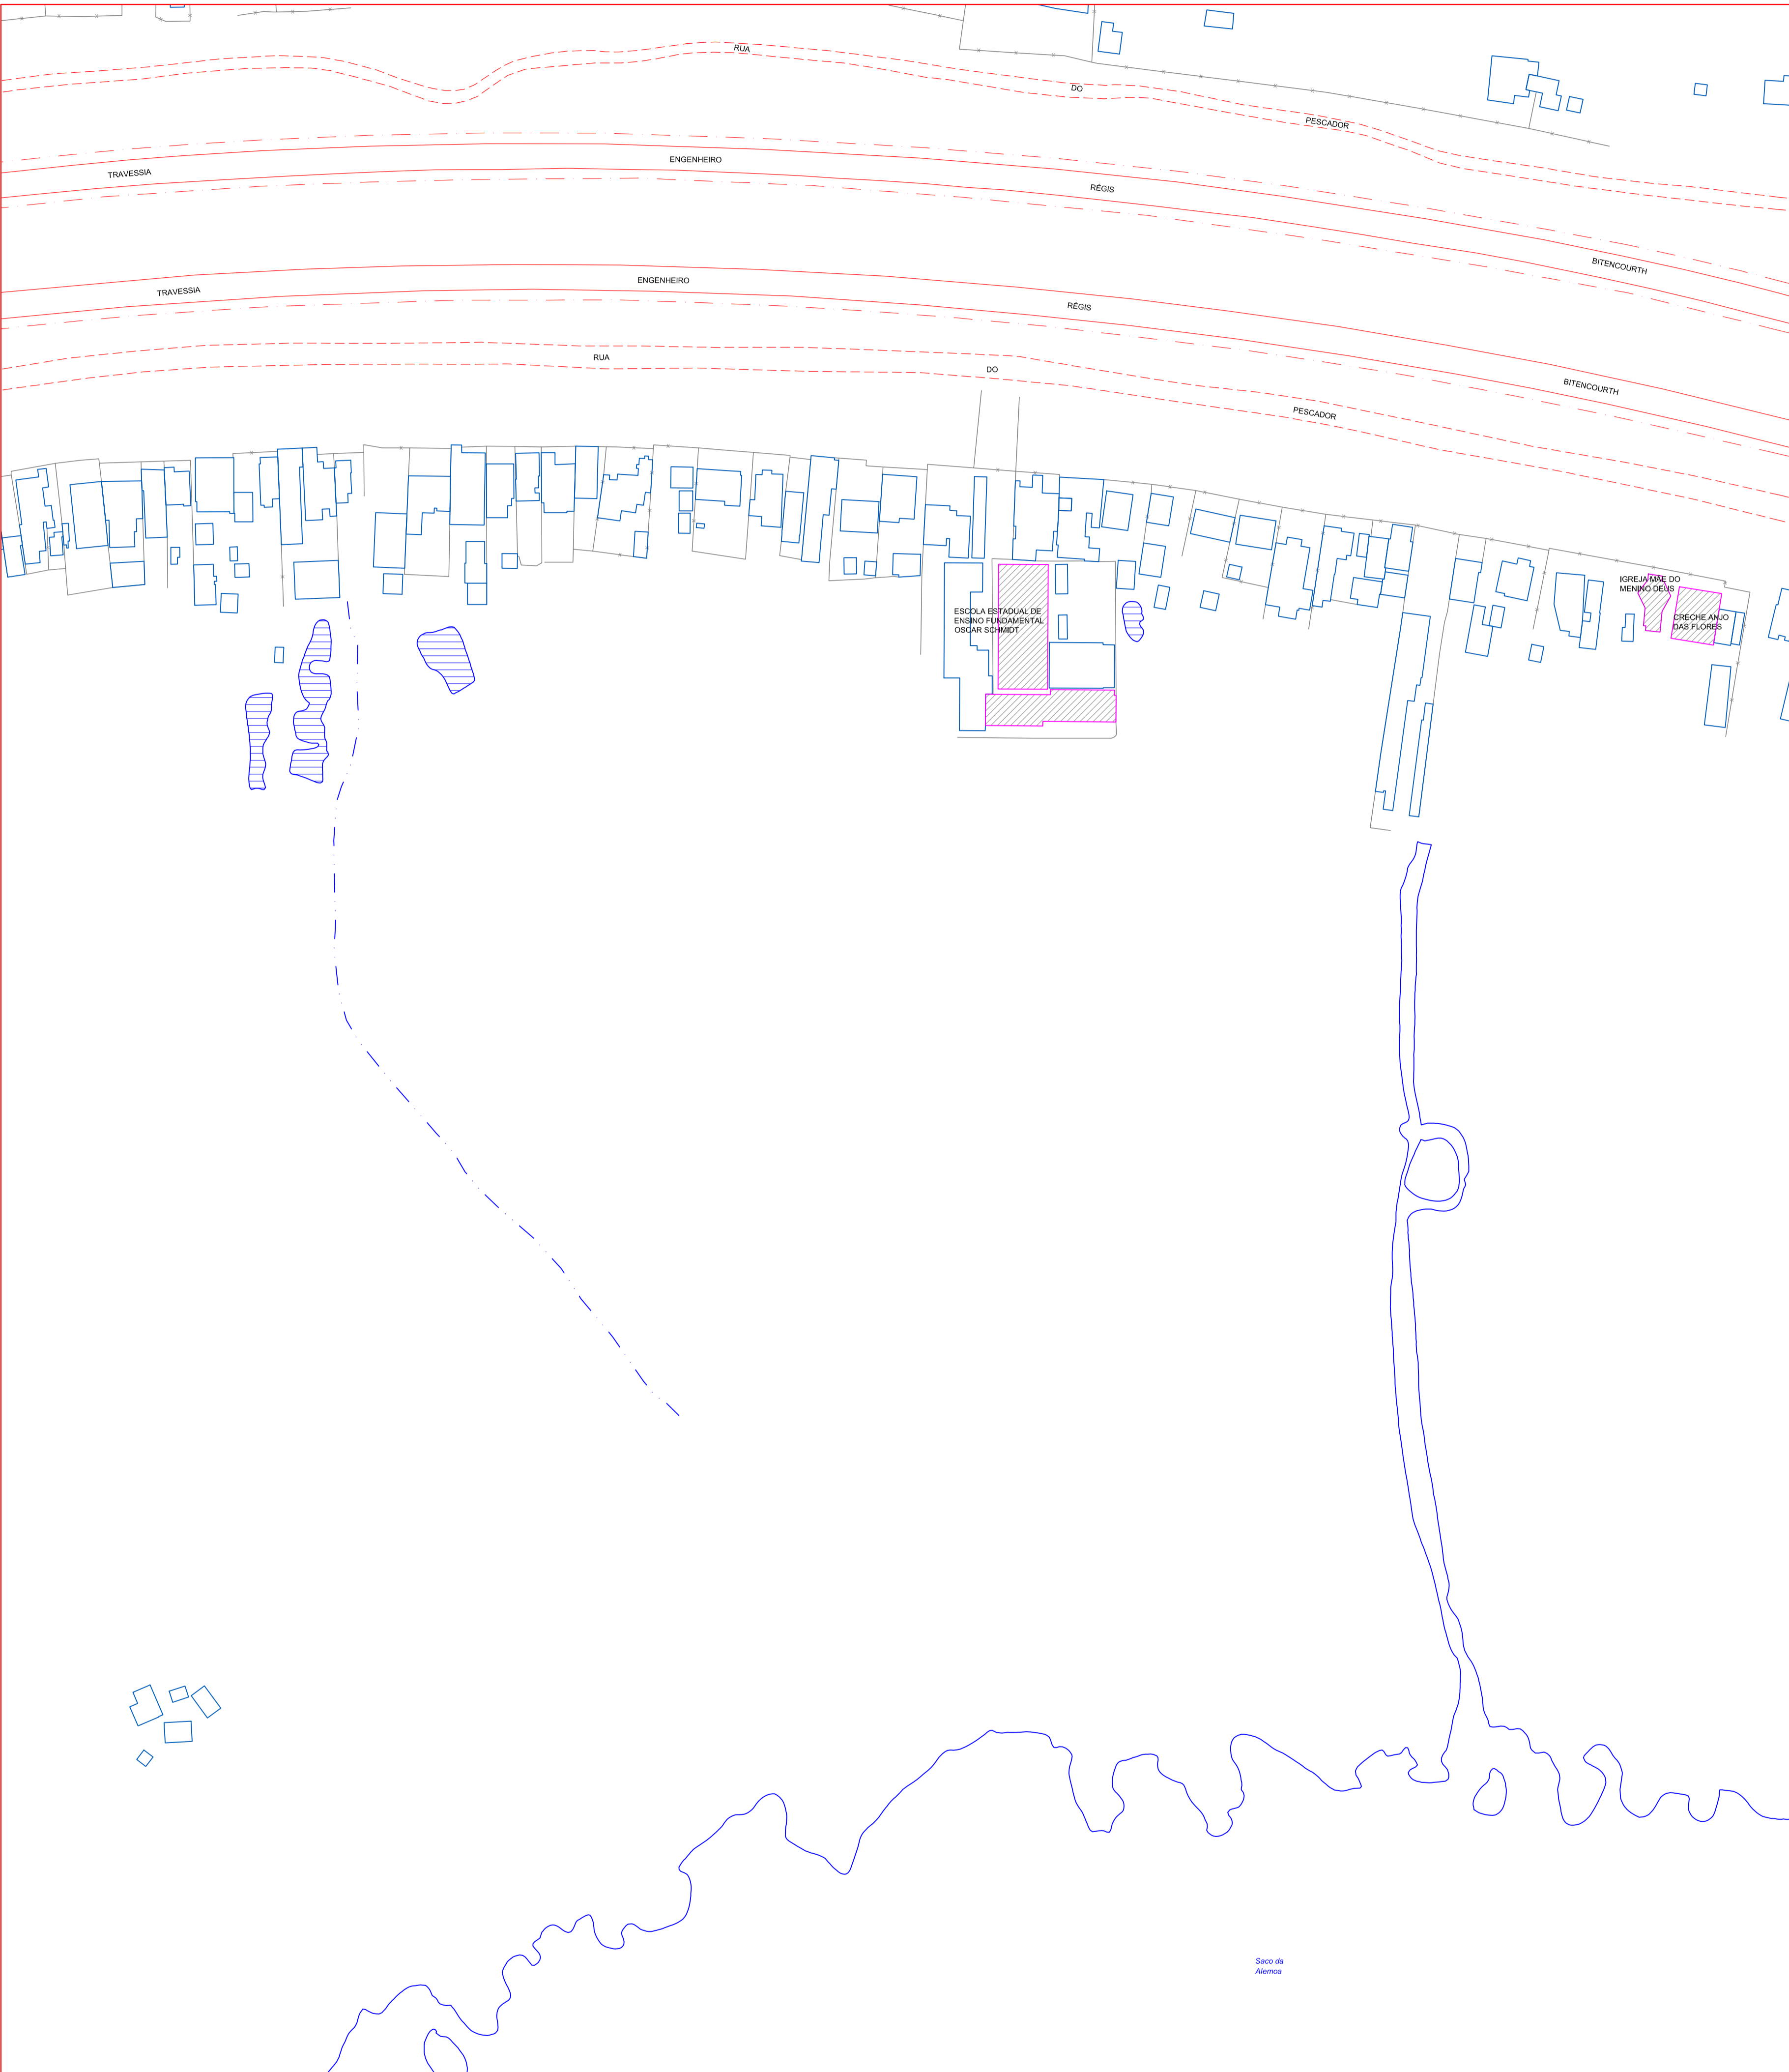 RUA
DO
PESCADOR
TRAVESSIA
ENGENHEIRO
RÉGIS
BITENCOURTH
TRAVESSIA
ENGENHEIRO
RÉGIS
BITENCOURTH
RUA
DO
PESCADOR
IGREJA MÃE DO
MENINO DEUS
ESCOLA ESTADUAL DE
ENSINO FUNDAMENTAL
OSCAR SCHMIDT
CRECHE ANJO
DAS FLORES
Saco da
Alemoa